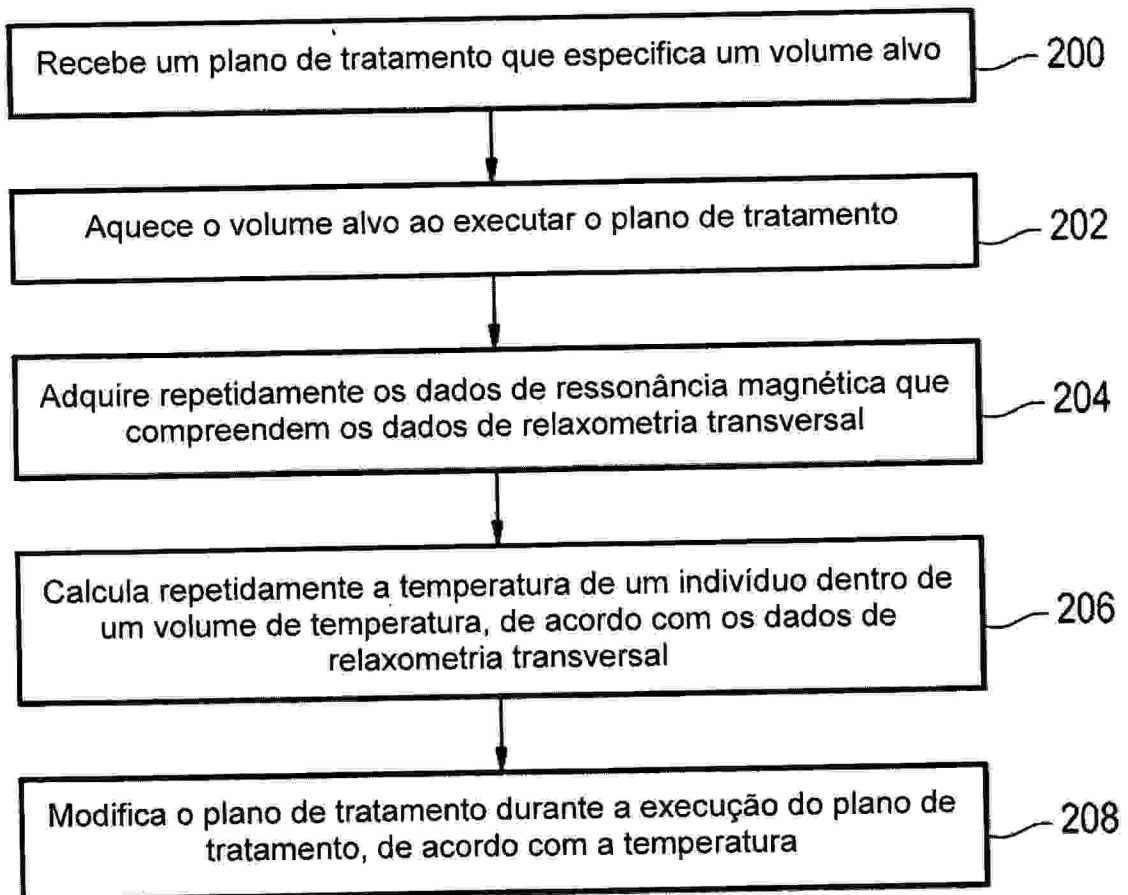 Recebe um plano de tratamento que especifica um volume alvo
200
Aquece o volume alvo ao executar o plano de tratamento
202
Adquire repetidamente os dados de ressonância magnética que
compreendem os dados de relaxometria transversal
204
Calcula repetidamente a temperatura de um indivíduo dentro de
um volume de temperatura, de acordo com os dados de
relaxometria transversal
206
Modifica o plano de tratamento durante a execução do plano de
tratamento, de acordo com a temperatura
208